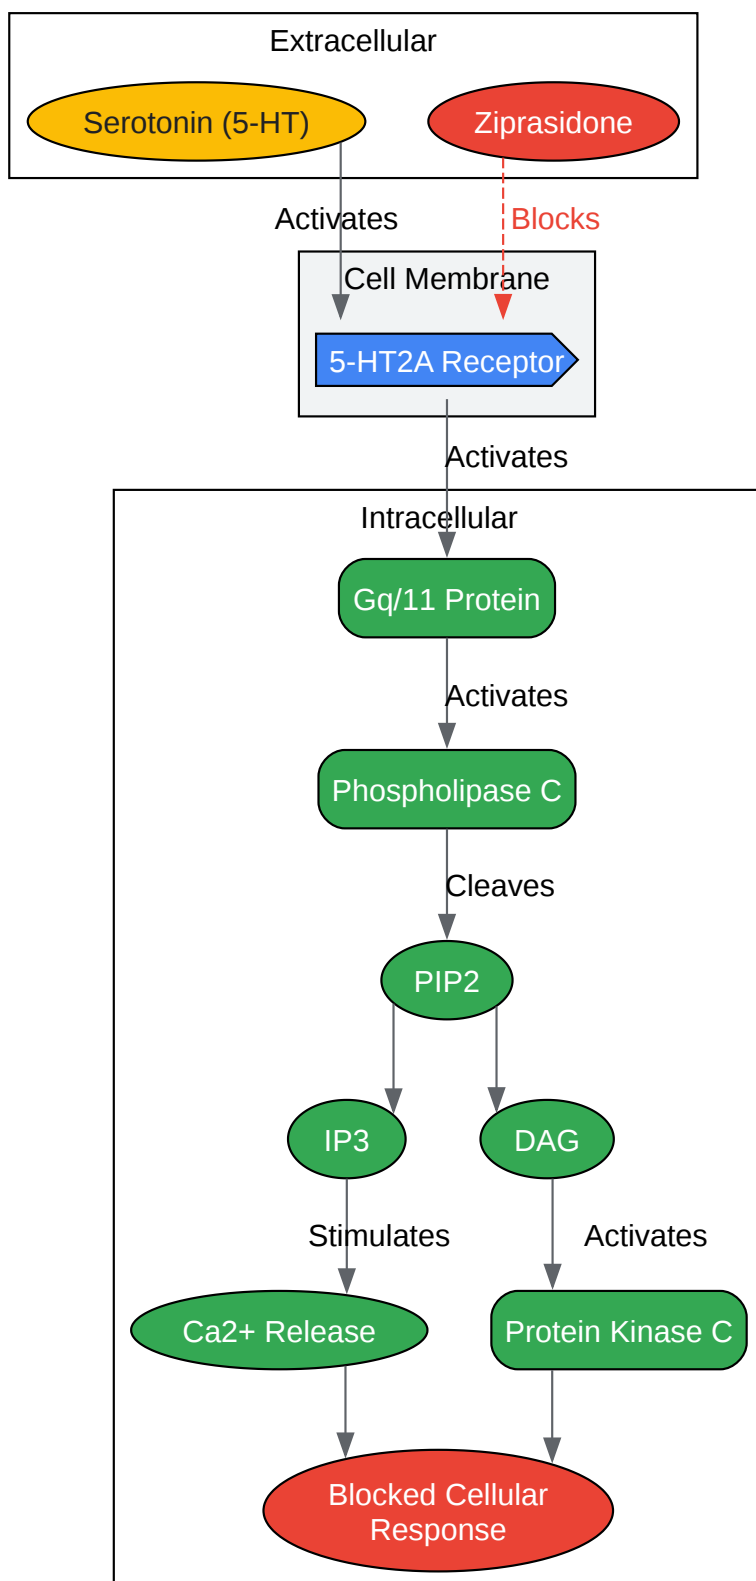 Extracellular
Serotonin (5-HT)
Ziprasidone
Activates
Blocks
Cell Membrane
5-HT2A Receptor
Activates
Intracellular
Gq/11 Protein
Activates
Phospholipase C
Cleaves
PIP2
IP3
DAG
Stimulates
Activates
Ca2+ Release
Protein Kinase C
Blocked Cellular
Response